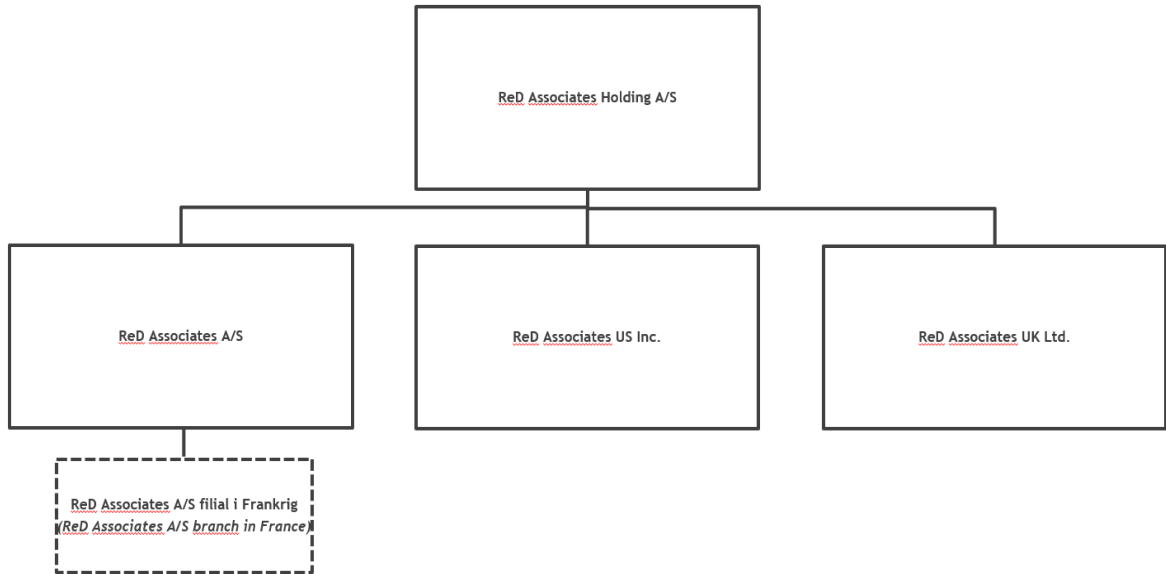 ReD Associates Holding A/S
ReD Associates A/S
ReD Associates US Inc.
ReD Associates UK Ltd.
ReD Associates A/S filial i Frankrig
(ReD Associates A/S branch in France)